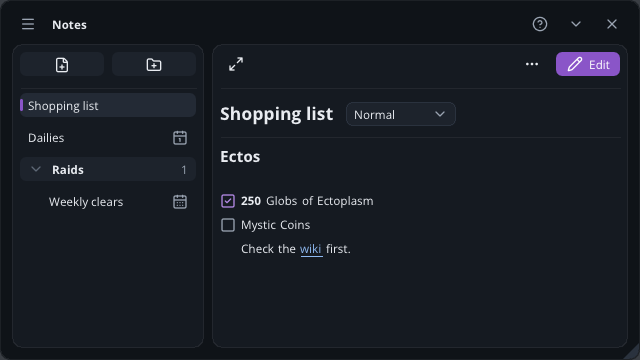 Notes
Edit
Shopping list
Dailies
Raids 1
Weekly clears
Shopping list Normal
Ectos
250 Globs of Ectoplasm
Mystic Coins
Check the wiki first.